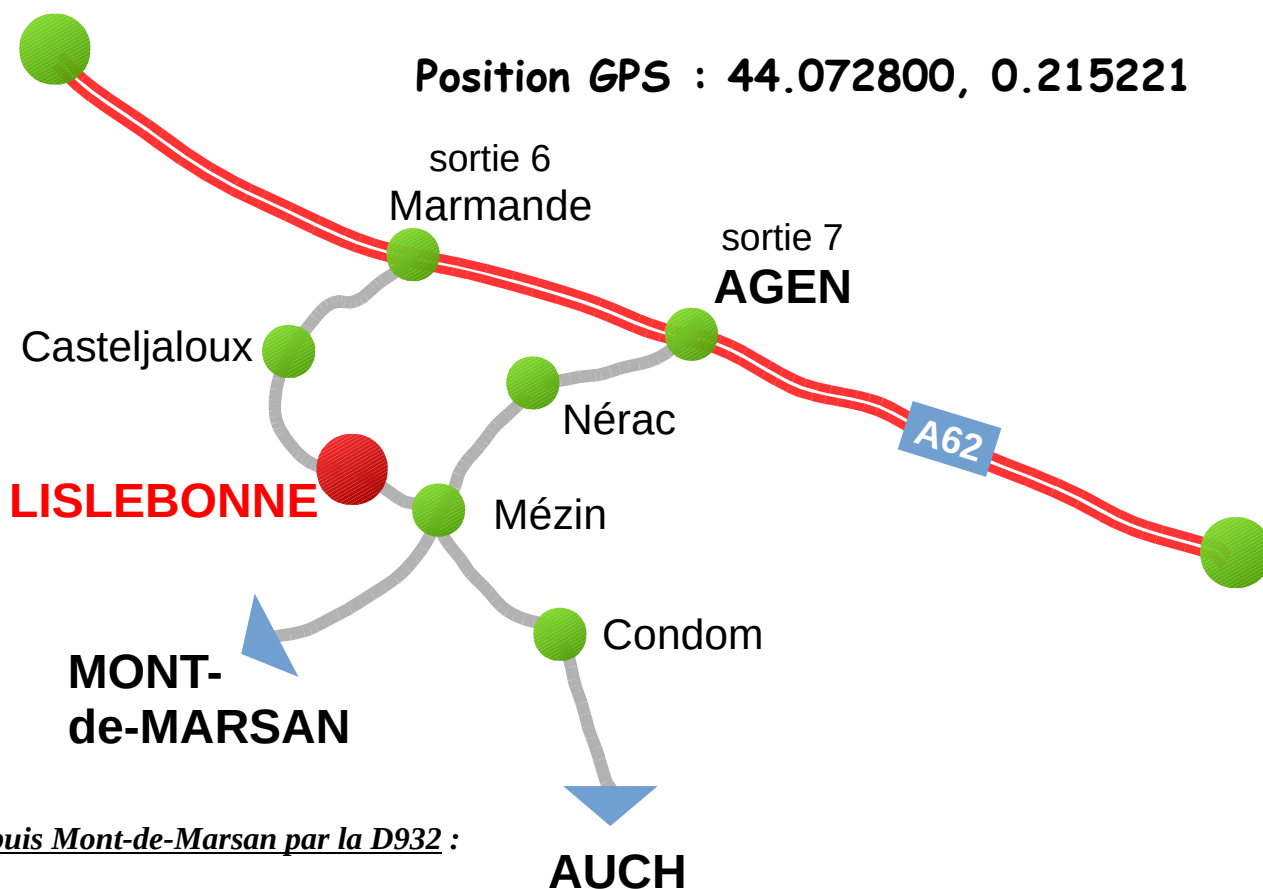 Position GPS : 44.072800, 0.215221
sortie 6
Marmande
sortie 7
AGEN
Casteljaloux
Nérac
A62
LISLEBONNE
Mézin
Condom
MONT-
de-MARSAN
puis Mont-de-Marsan par la D932 :
AUCH